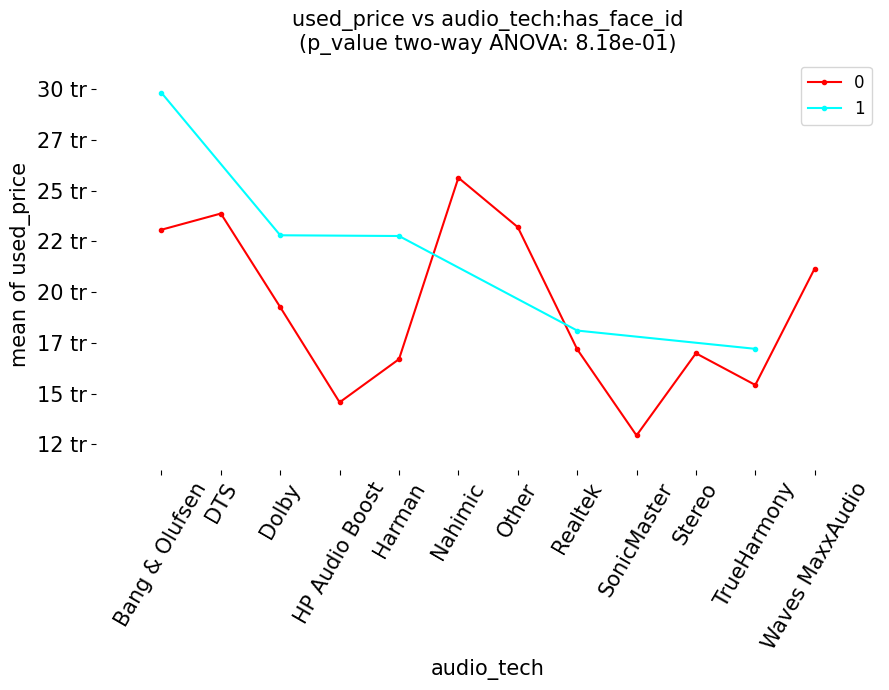 used_price vs audio_tech:has_face_id
(p_value two-way ANOVA: 8.18e-01)
0
1
30 tr
27 tr
25 tr
22 tr
20 tr
17 tr
15 tr
12 tr
mean of used_price
Bang & Olufsen
DTS
Dolby
HP Audio Boost
Harman
Nahimic
Other
Realtek
SonicMaster
Stereo
TrueHarmony
Waves MaxxAudio
audio_tech